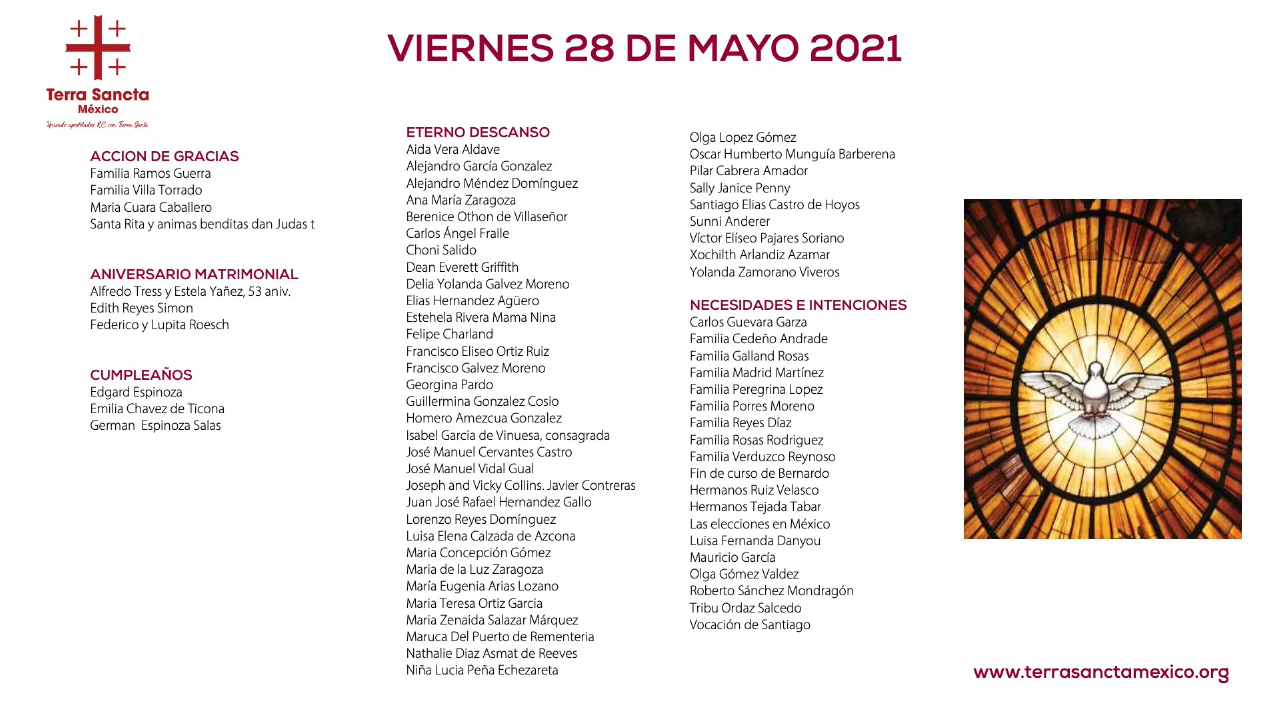 Terra Sancta
México
VIERNES 28 DE MAYO 2021
ACCION DE GRACIAS
Familia Ramos Guerra
Familia Villa Torrado
Maria Cuara Caballero
Santa Rita y animas benditas dan Judas t
ANIVERSARIO MATRIMONIAL
Alfredo Tress y Estela Yañez, 53 aniv.
Edith Reyes Simon
Federico y Lupita Roesch
CUMPLEAÑOS
Edgard Espinoza
Emilia Chavez de Ticona
German Espinoza Salas
ETERNO DESCANSO
Aida Vera Aldave
Alejandro García Gonzalez
Alejandro Méndez Domínguez
Ana María Zaragoza
Berenice Othon de Villaseñor
Carlos Ángel Fraile
Choni Salido
Dean Everett Griffith
Delia Yolanda Galvez Moreno
Elias Hernandez Agüero
Estehela Rivera Mama Nina
Felipe Charland
Francisco Eliseo Ortiz Ruiz
Francisco Galvez Moreno
Georgina Pardo
Guillermina Gonzalez Cosio
Homero Amezcua Gonzalez
Isabel Garcia de Vinuesa, consagrada
José Manuel Cervantes Castro
José Manuel Vidal Gual
Joseph and Vicky Collins. Javier Contreras
Juan José Rafael Hernandez Gallo
Lorenzo Reyes Domínguez
Luisa Elena Calzada de Azcona
Maria Concepción Gómez
Maria de la Luz Zaragoza
María Eugenia Arias Lozano
Maria Teresa Ortiz Garcia
Maria Zenaida Salazar Márquez
Maruca Del Puerto de Rementeria
Nathalie Diaz Asmat de Reeves
Niña Lucia Peña Echezareta
Olga Lopez Gómez
Oscar Humberto Munguía Barberena
Pilar Cabrera Amador
Sally Janice Penny
Santiago Elias Castro de Hoyos
Sunni Anderer
Víctor Elíseo Pajares Soriano
Xochilth Arlandiz Azamar
Yolanda Zamorano Viveros
NECESIDADES E INTENCIONES
Carlos Guevara Garza
Familia Cedeño Andrade
Familia Galland Rosas
Familia Madrid Martínez
Familia Peregrina Lopez
Familia Porres Moreno
Familia Reyes Díaz
Familia Rosas Rodriguez
Familia Verduzco Reynoso
Fin de curso de Bernardo
Hermanos Ruiz Velasco
Hermanos Tejada Tabar
Las elecciones en México
Luisa Fernanda Danyou
Mauricio García
Olga Gómez Valdez
Roberto Sánchez Mondragón
Tribu Ordaz Salcedo
Vocación de Santiago
www.terrasanctamexico.org